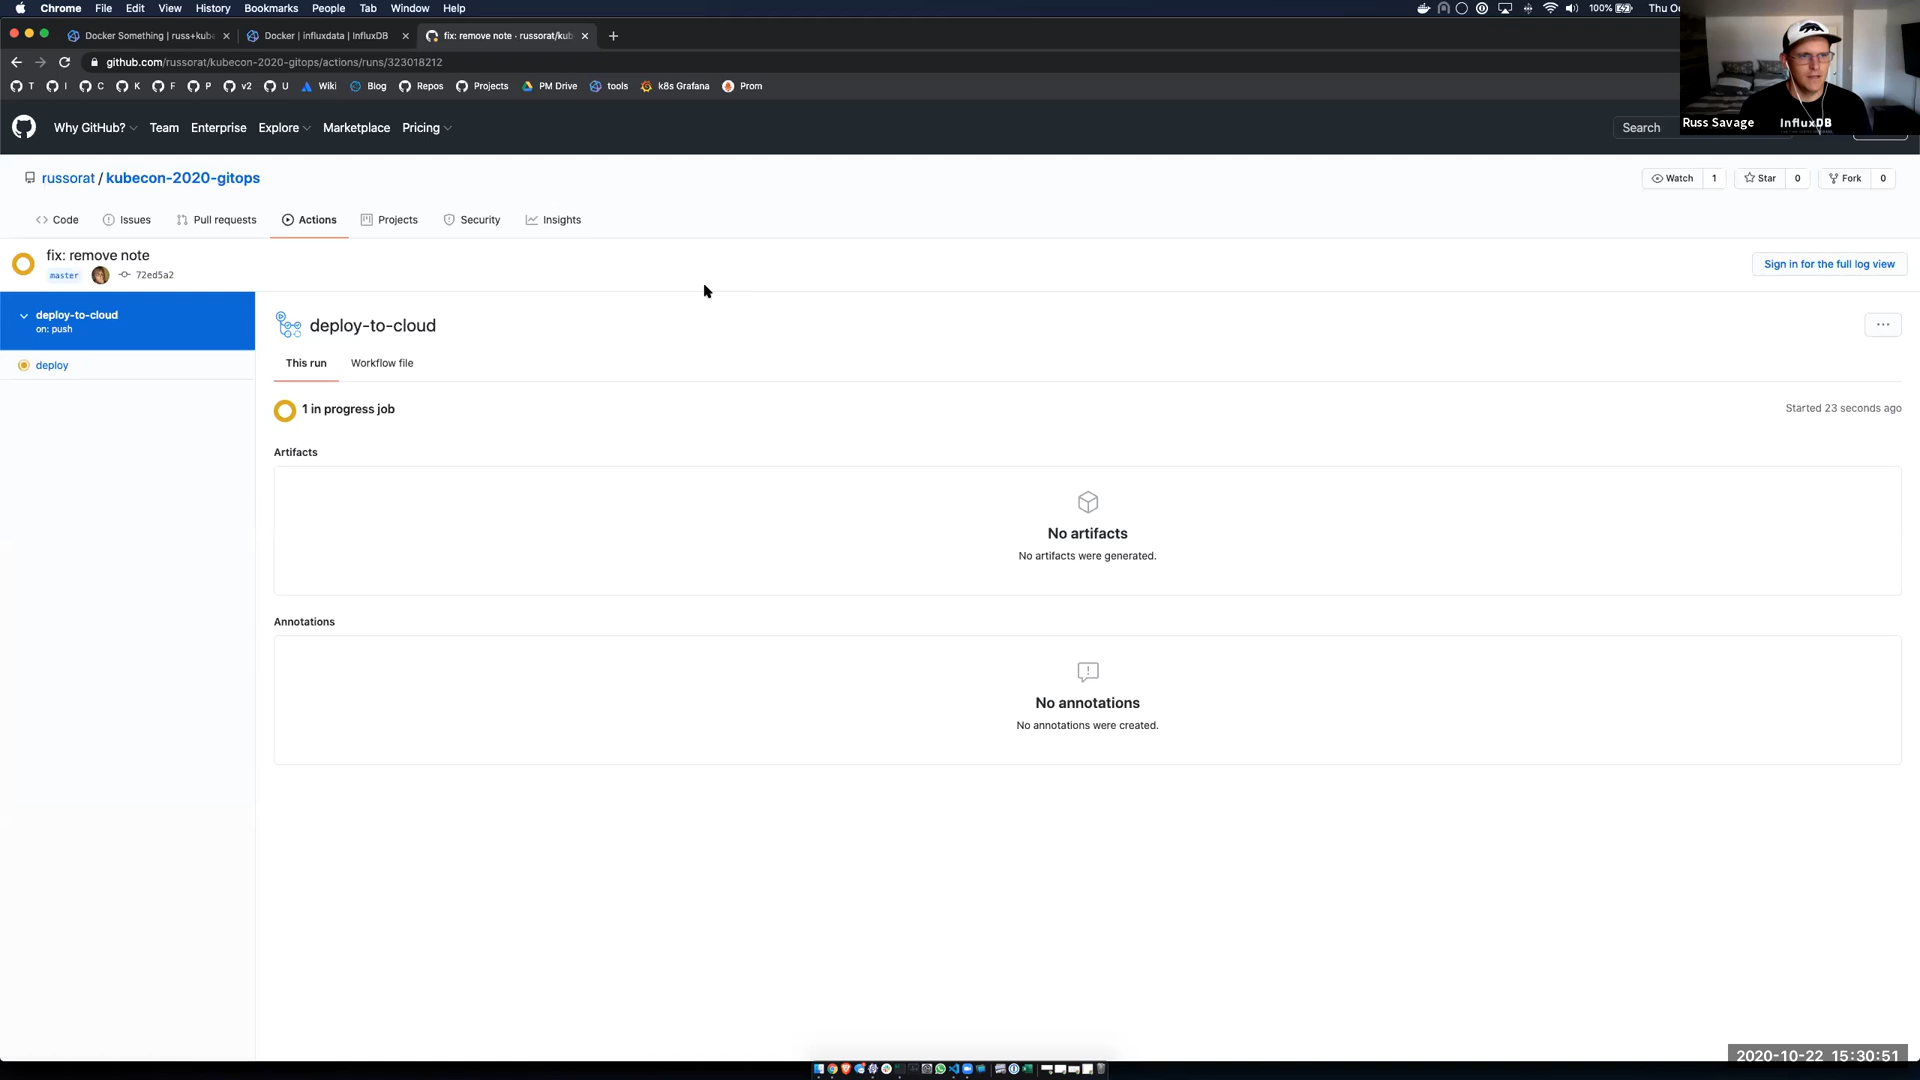 Chrome File Edit View History Bookmarks People Tab Window Help
100% Thu Oc
Docker Something | russ+kube
Docker | influxdata | InfluxDB
fix: remove note · russorat/kub
github.com/russorat/kubecon-2020-gitops/actions/runs/323018212
T I C K F P v2 U Wiki Blog Repos Projects PM Drive tools k8s Grafana Prom
Why GitHub? Team Enterprise Explore Marketplace Pricing
Search
Russ Savage
InfluxDB
russorat / kubecon-2020-gitops
Watch 1 Star 0 Fork 0
Code Issues Pull requests Actions Projects Security Insights
fix: remove note
master 72ed5a2
Sign in for the full log view
deploy-to-cloud
on: push
deploy
deploy-to-cloud
This run Workflow file
1 in progress job
Started 23 seconds ago
Artifacts
No artifacts
No artifacts were generated.
Annotations
No annotations
No annotations were created.
2020-10-22 15:30:51